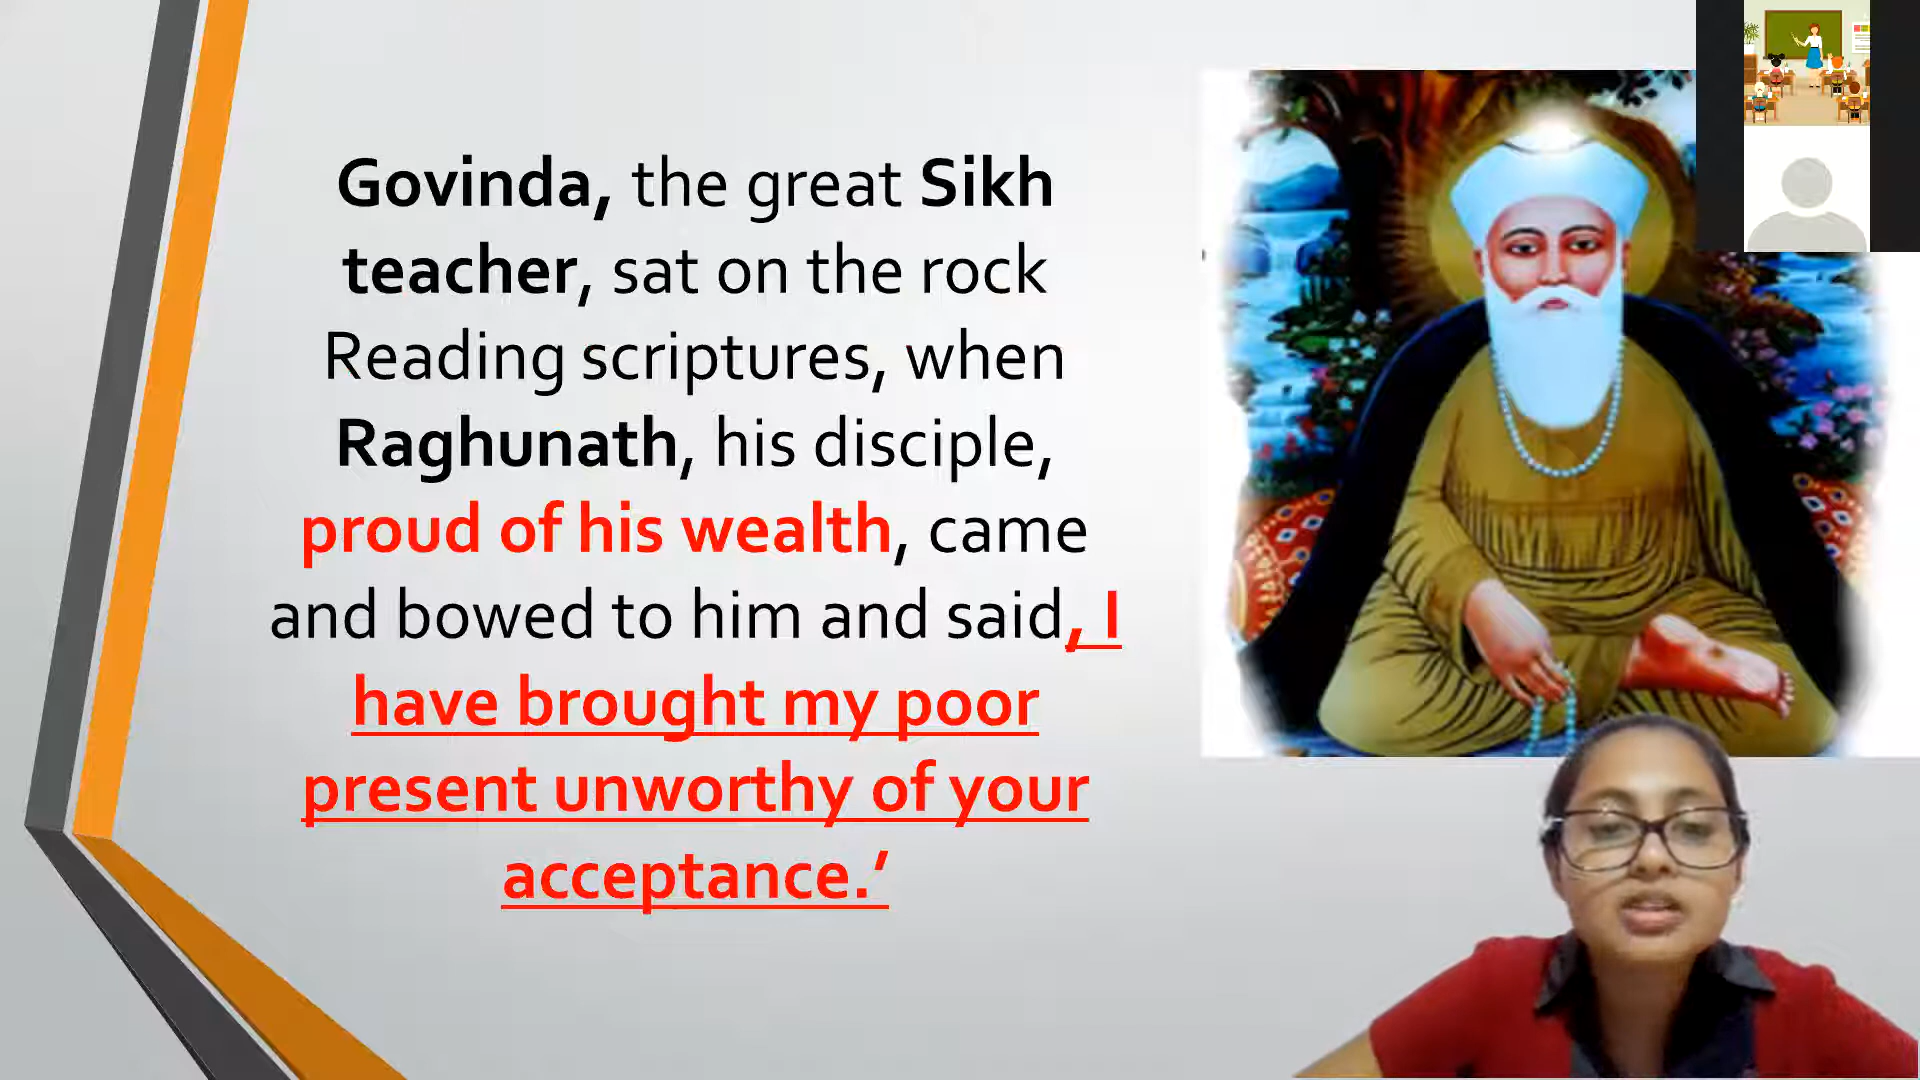 Govinda, the great Sikh
teacher, sat on the rock
Reading scriptures, when
Raghunath, his disciple,
proud of his wealth, came
and bowed to him and said, I
have brought my poor
present unworthy of your
acceptance.’